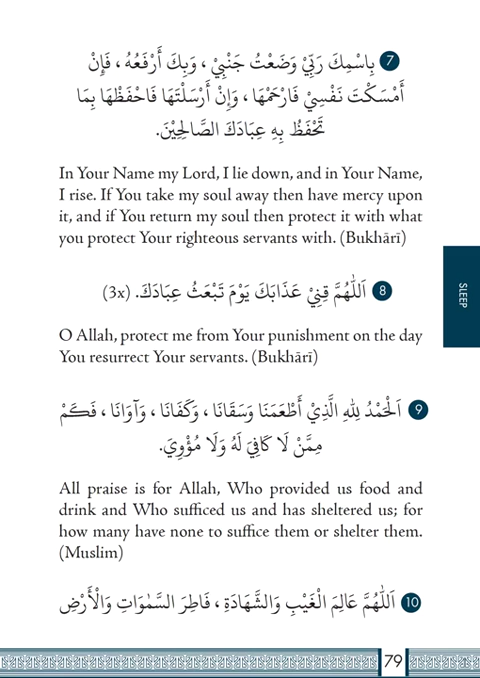 7 بِاسْمِكَ رَبِّيْ وَضَعْتُ جَنْبِيْ ، وَبِكَ أَرْفَعُهُ ، فَإِنْ
أَمْسَكْتَ نَفْسِيْ فَارْحَمْهَا ، وَإِنْ أَرْسَلْتَهَا فَاحْفَظْهَا بِمَا
تَحْفَظُ بِهِ عِبَادَكَ الصَّالِحِيْنَ.
In Your Name my Lord, I lie down, and in Your Name,
I rise. If You take my soul away then have mercy upon
it, and if You return my soul then protect it with what
you protect Your righteous servants with. (Bukhārī)
SLEEP
8 اَللّٰهُمَّ قِنِيْ عَذَابَكَ يَوْمَ تَبْعَثُ عِبَادَكَ. (3x)
O Allah, protect me from Your punishment on the day
You resurrect Your servants. (Bukhārī)
9 اَلْحَمْدُ لِلّٰهِ الَّذِيْ أَطْعَمَنَا وَسَقَانَا ، وَكَفَانَا ، وَآوَانَا ، فَكَمْ
مِمَّنْ لَا كَافِيَ لَهُ وَلَا مُؤْوِيَ.
All praise is for Allah, Who provided us food and
drink and Who sufficed us and has sheltered us; for
how many have none to suffice them or shelter them.
(Muslim)
10 اَللّٰهُمَّ عَالِمَ الْغَيْبِ وَالشَّهَادَةِ ، فَاطِرَ السَّمٰوَاتِ وَالْأَرْضِ
79